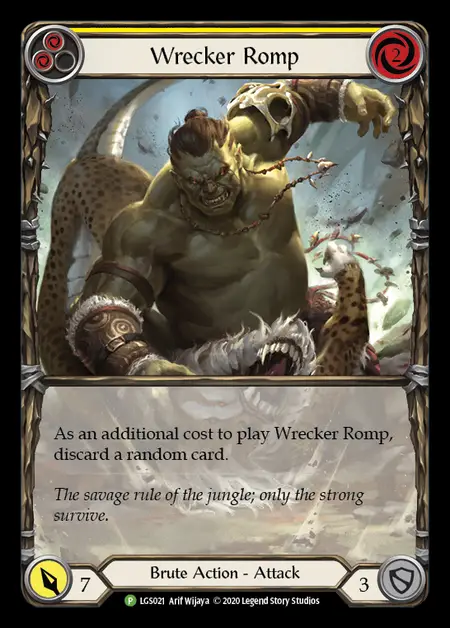 Wrecker Romp
2
As an additional cost to play Wrecker Romp,
discard a random card.
The savage rule of the jungle; only the strong
survive.
7
Brute Action - Attack
3
P LGS021 Arif Wijaya © 2020 Legend Story Studios